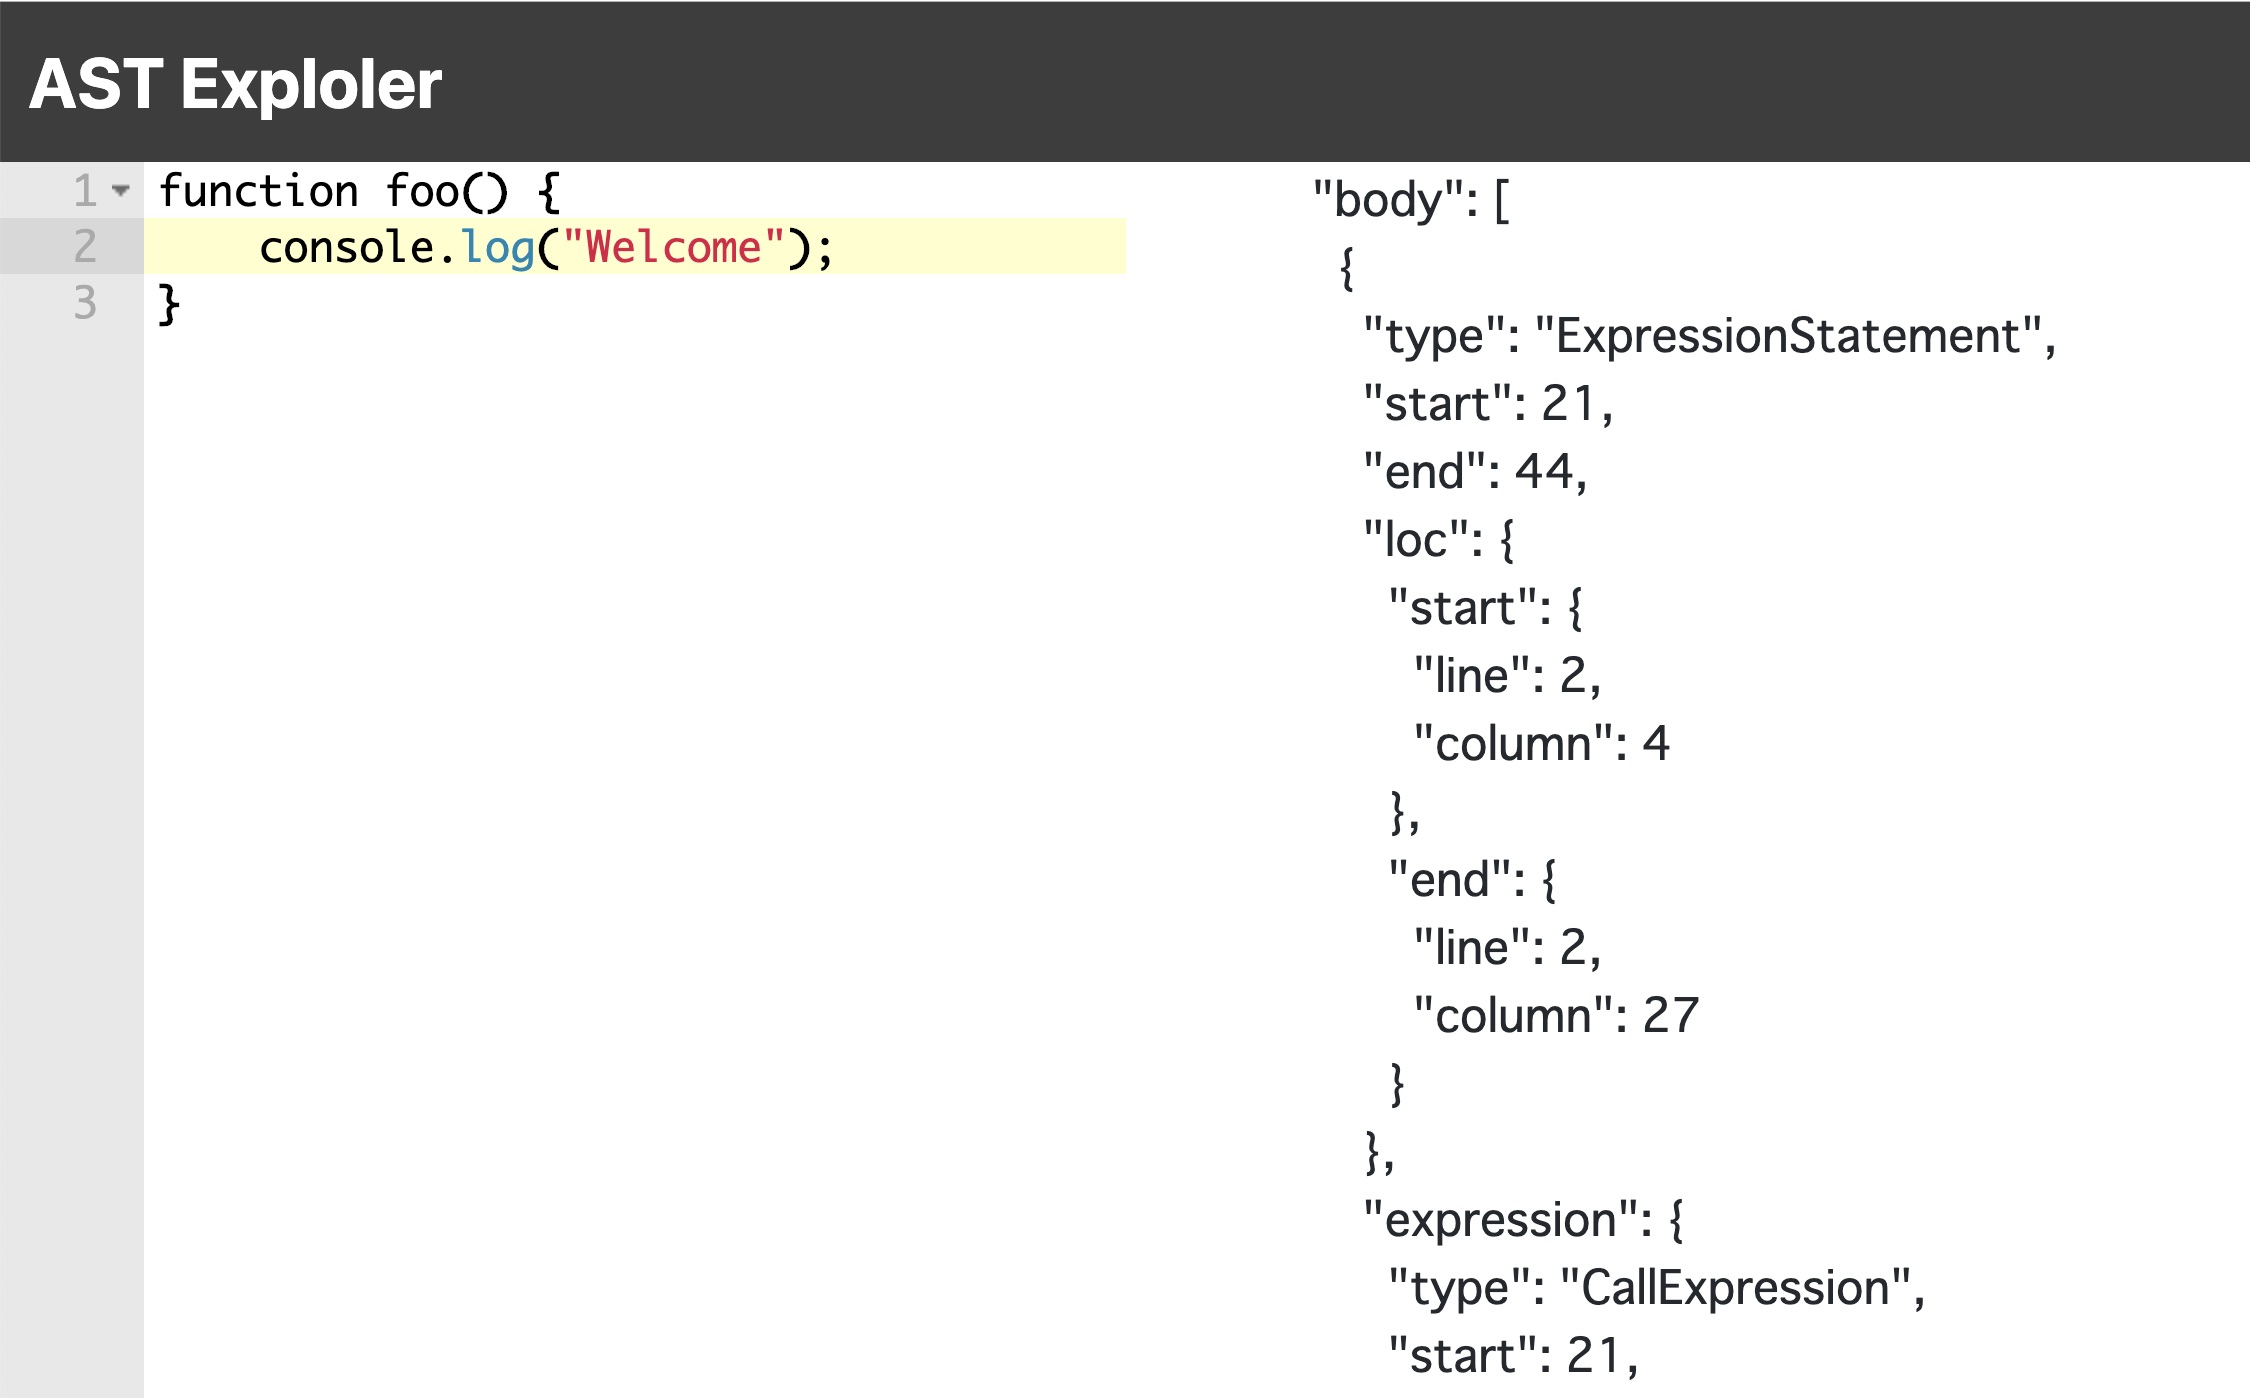 AST Exploler
1 function foo() {
2     console.log("Welcome");
3 }
"body": [
{
"type": "ExpressionStatement",
"start": 21,
"end": 44,
"loc": {
"start": {
"line": 2,
"column": 4
},
"end": {
"line": 2,
"column": 27
}
},
"expression": {
"type": "CallExpression",
"start": 21,